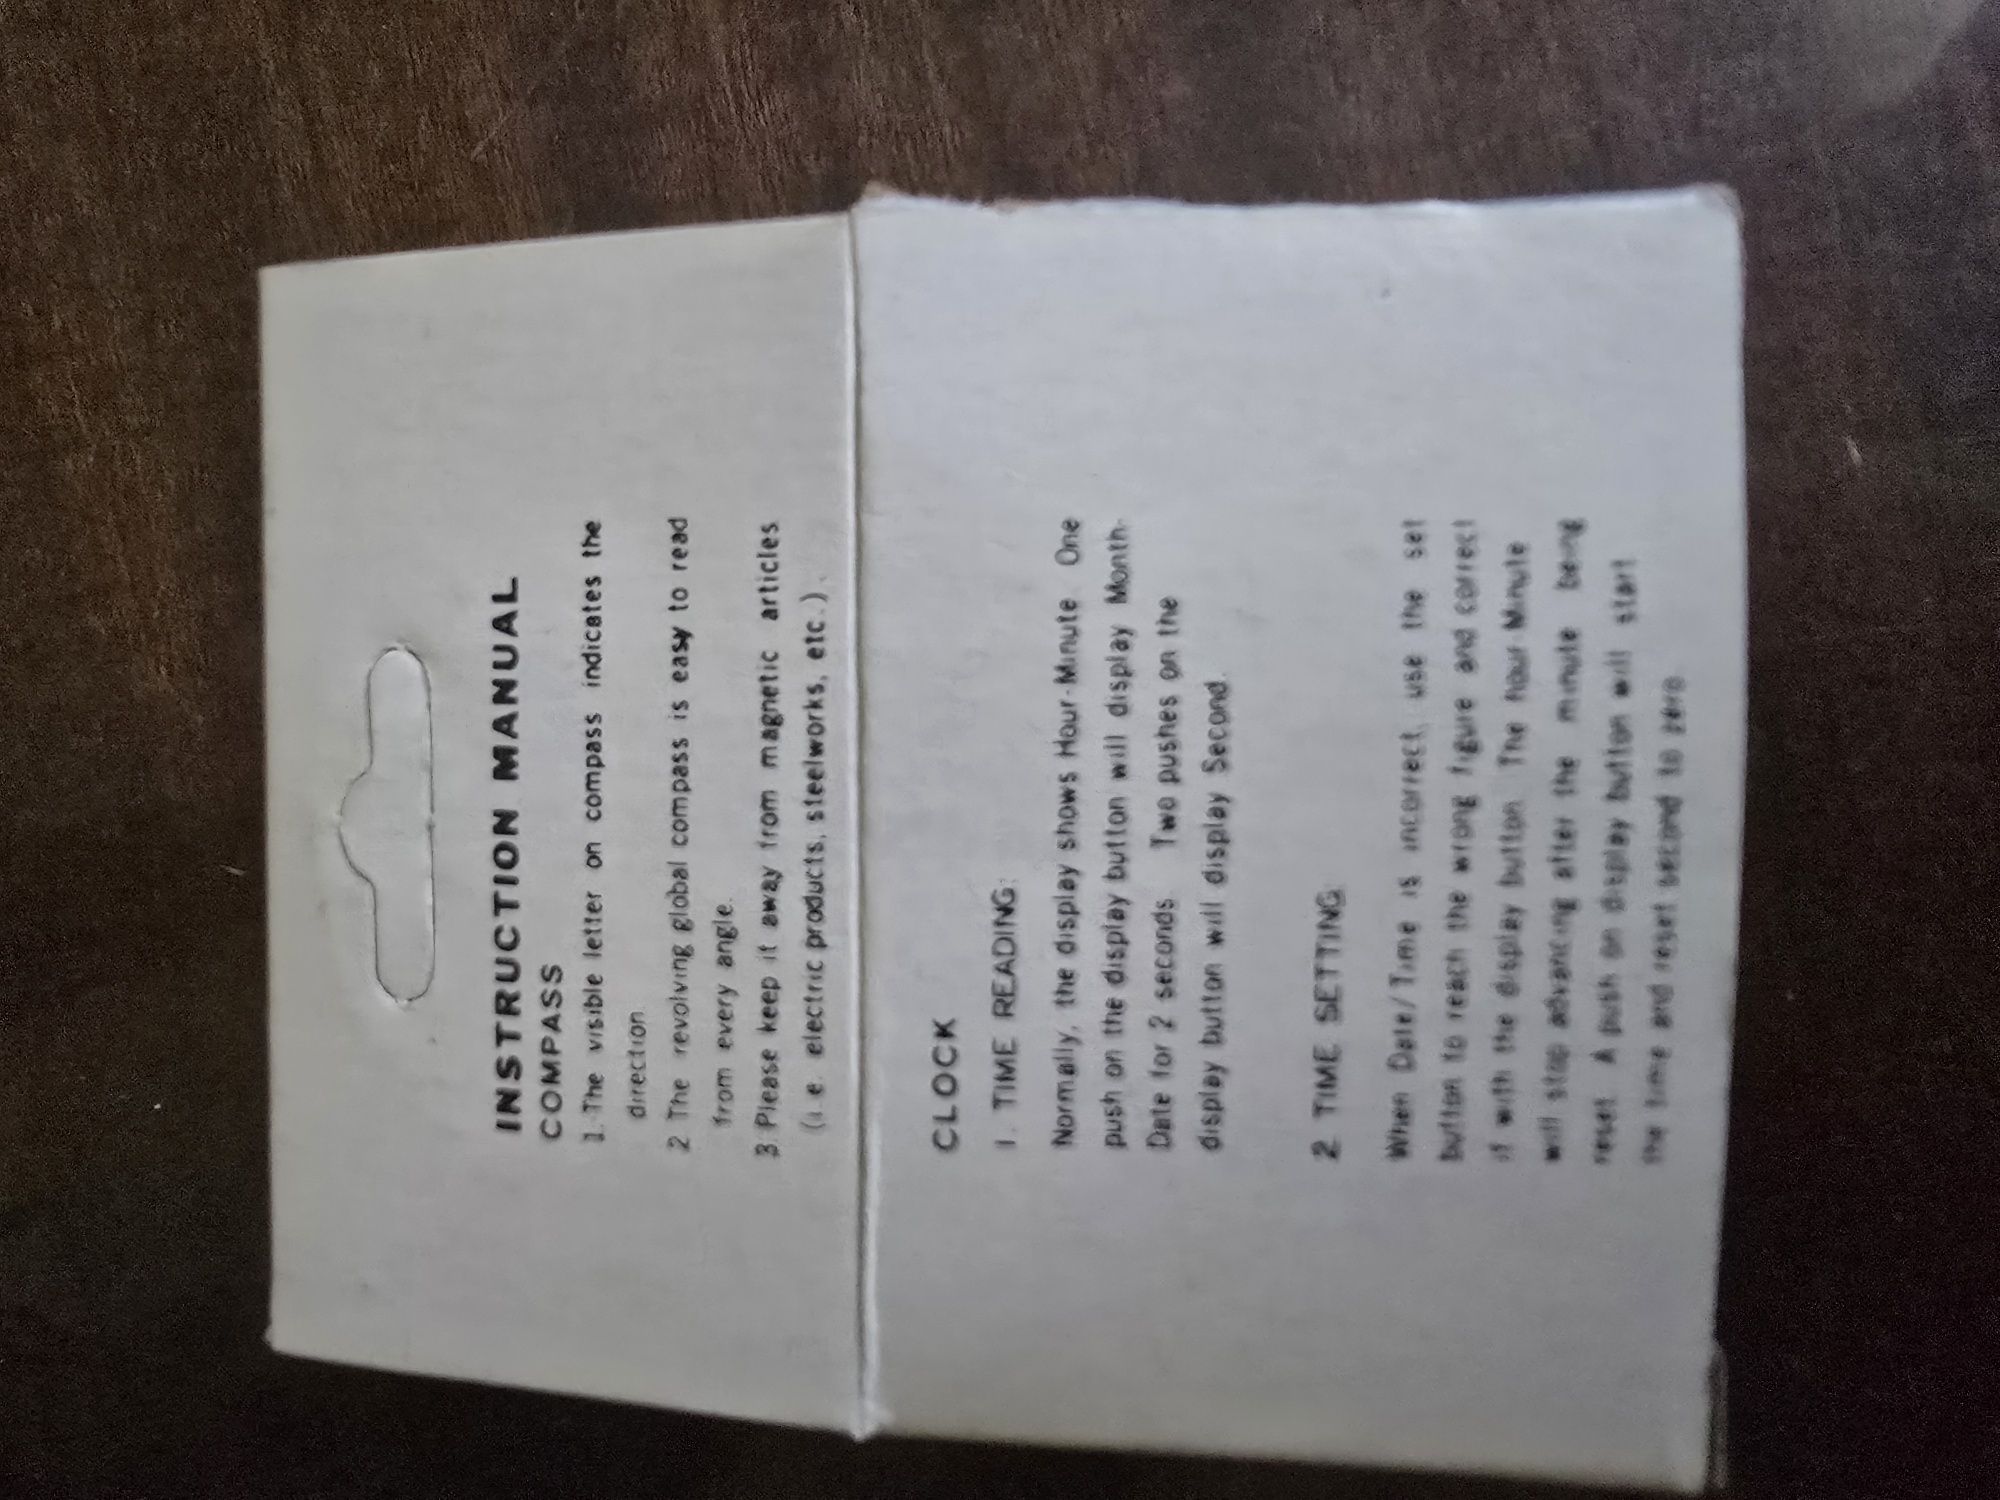 INSTRUCTION MANUAL
COMPASS
1. The visible letter on compass indicates the
direction.
2 The revolving global compass is easy to read
from every angle.
3 Please keep it away from magnetic articles
(i.e. electric products, steelworks, etc.).
CLOCK
1. TIME READING:
Normally, the display shows Hour-Minute. One
push on the display button will display Month-
Date for 2 seconds. Two pushes on the
display button will display Second.
2 TIME SETTING:
When Date/Time is incorrect, use the set
button to reach the wrong figure and correct
it with the display button. The hour-Minute
will stop advancing after the minute being
reset. A push on display button will start
the time and reset second to zero.